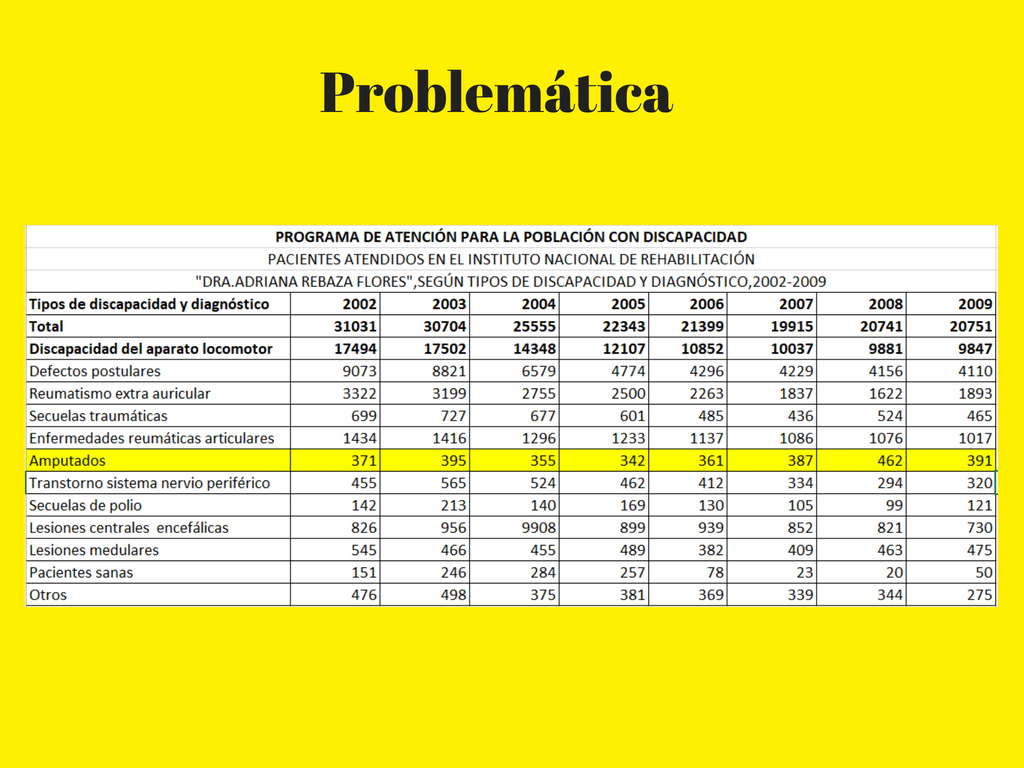 Problemática
PROGRAMA DE ATENCIÓN PARA LA POBLACIÓN CON DISCAPACIDAD
PACIENTES ATENDIDOS EN EL INSTITUTO NACIONAL DE REHABILITACIÓN
"DRA.ADRIANA REBAZA FLORES",SEGÚN TIPOS DE DISCAPACIDAD Y DIAGNÓSTICO,2002-2009
Tipos de discapacidad y diagnóstico 2002 2003 2004 2005 2006 2007 2008 2009
Total 31031 30704 25555 22343 21399 19915 20741 20751
Discapacidad del aparato locomotor 17494 17502 14348 12107 10852 10037 9881 9847
Defectos postulares 9073 8821 6579 4774 4296 4229 4156 4110
Reumatismo extra auricular 3322 3199 2755 2500 2263 1837 1622 1893
Secuelas traumáticas 699 727 677 601 485 436 524 465
Enfermedades reumáticas articulares 1434 1416 1296 1233 1137 1086 1076 1017
Amputados 371 395 355 342 361 387 462 391
Transtorno sistema nervio periférico 455 565 524 462 412 334 294 320
Secuelas de polio 142 213 140 169 130 105 99 121
Lesiones centrales encefálicas 826 956 9908 899 939 852 821 730
Lesiones medulares 545 466 455 489 382 409 463 475
Pacientes sanas 151 246 284 257 78 23 20 50
Otros 476 498 375 381 369 339 344 275